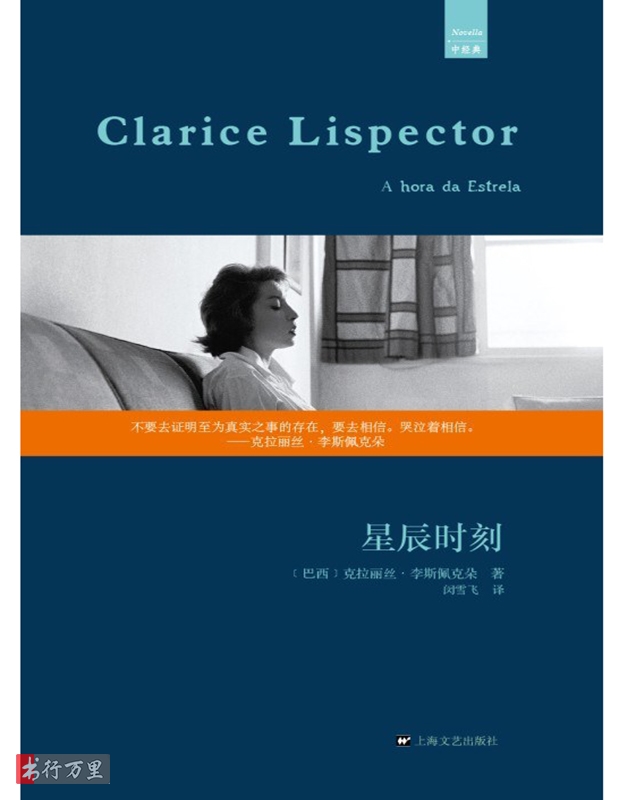 Novella
中经典
Clarice Lispector
A hora da Estrela
不要去证明至为真实之事的存在，要去相信。哭泣着相信。
——克拉丽丝·李斯佩克朵
星辰时刻
〔巴西〕克拉丽丝·李斯佩克朵 著
闵雪飞 译
上海文艺出版社
书行万里